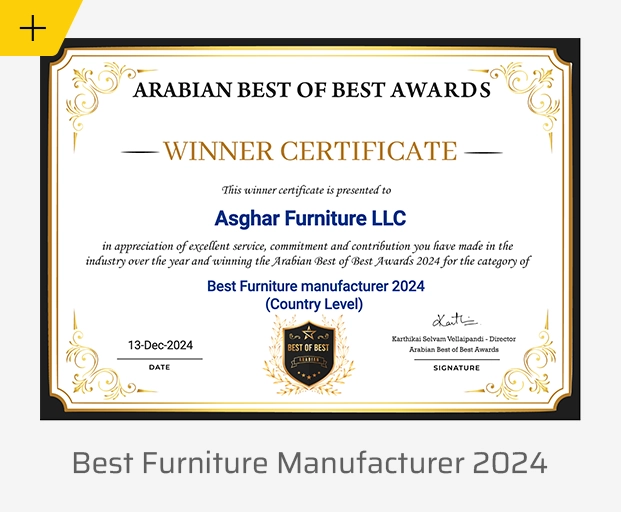 ARABIAN BEST OF BEST AWARDS
WINNER CERTIFICATE
This winner certificate is presented to
Asghar Furniture LLC
in appreciation of excellent service, commitment and contribution you have made in the
industry over the year and winning the Arabian Best of Best Awards 2024 for the category of
Best Furniture manufacturer 2024
(Country Level)
BEST OF BEST
13-Dec-2024
DATE
Karthikai Selvam Vellaipandi - Director
Arabian Best of Best Awards
SIGNATURE
Best Furniture Manufacturer 2024